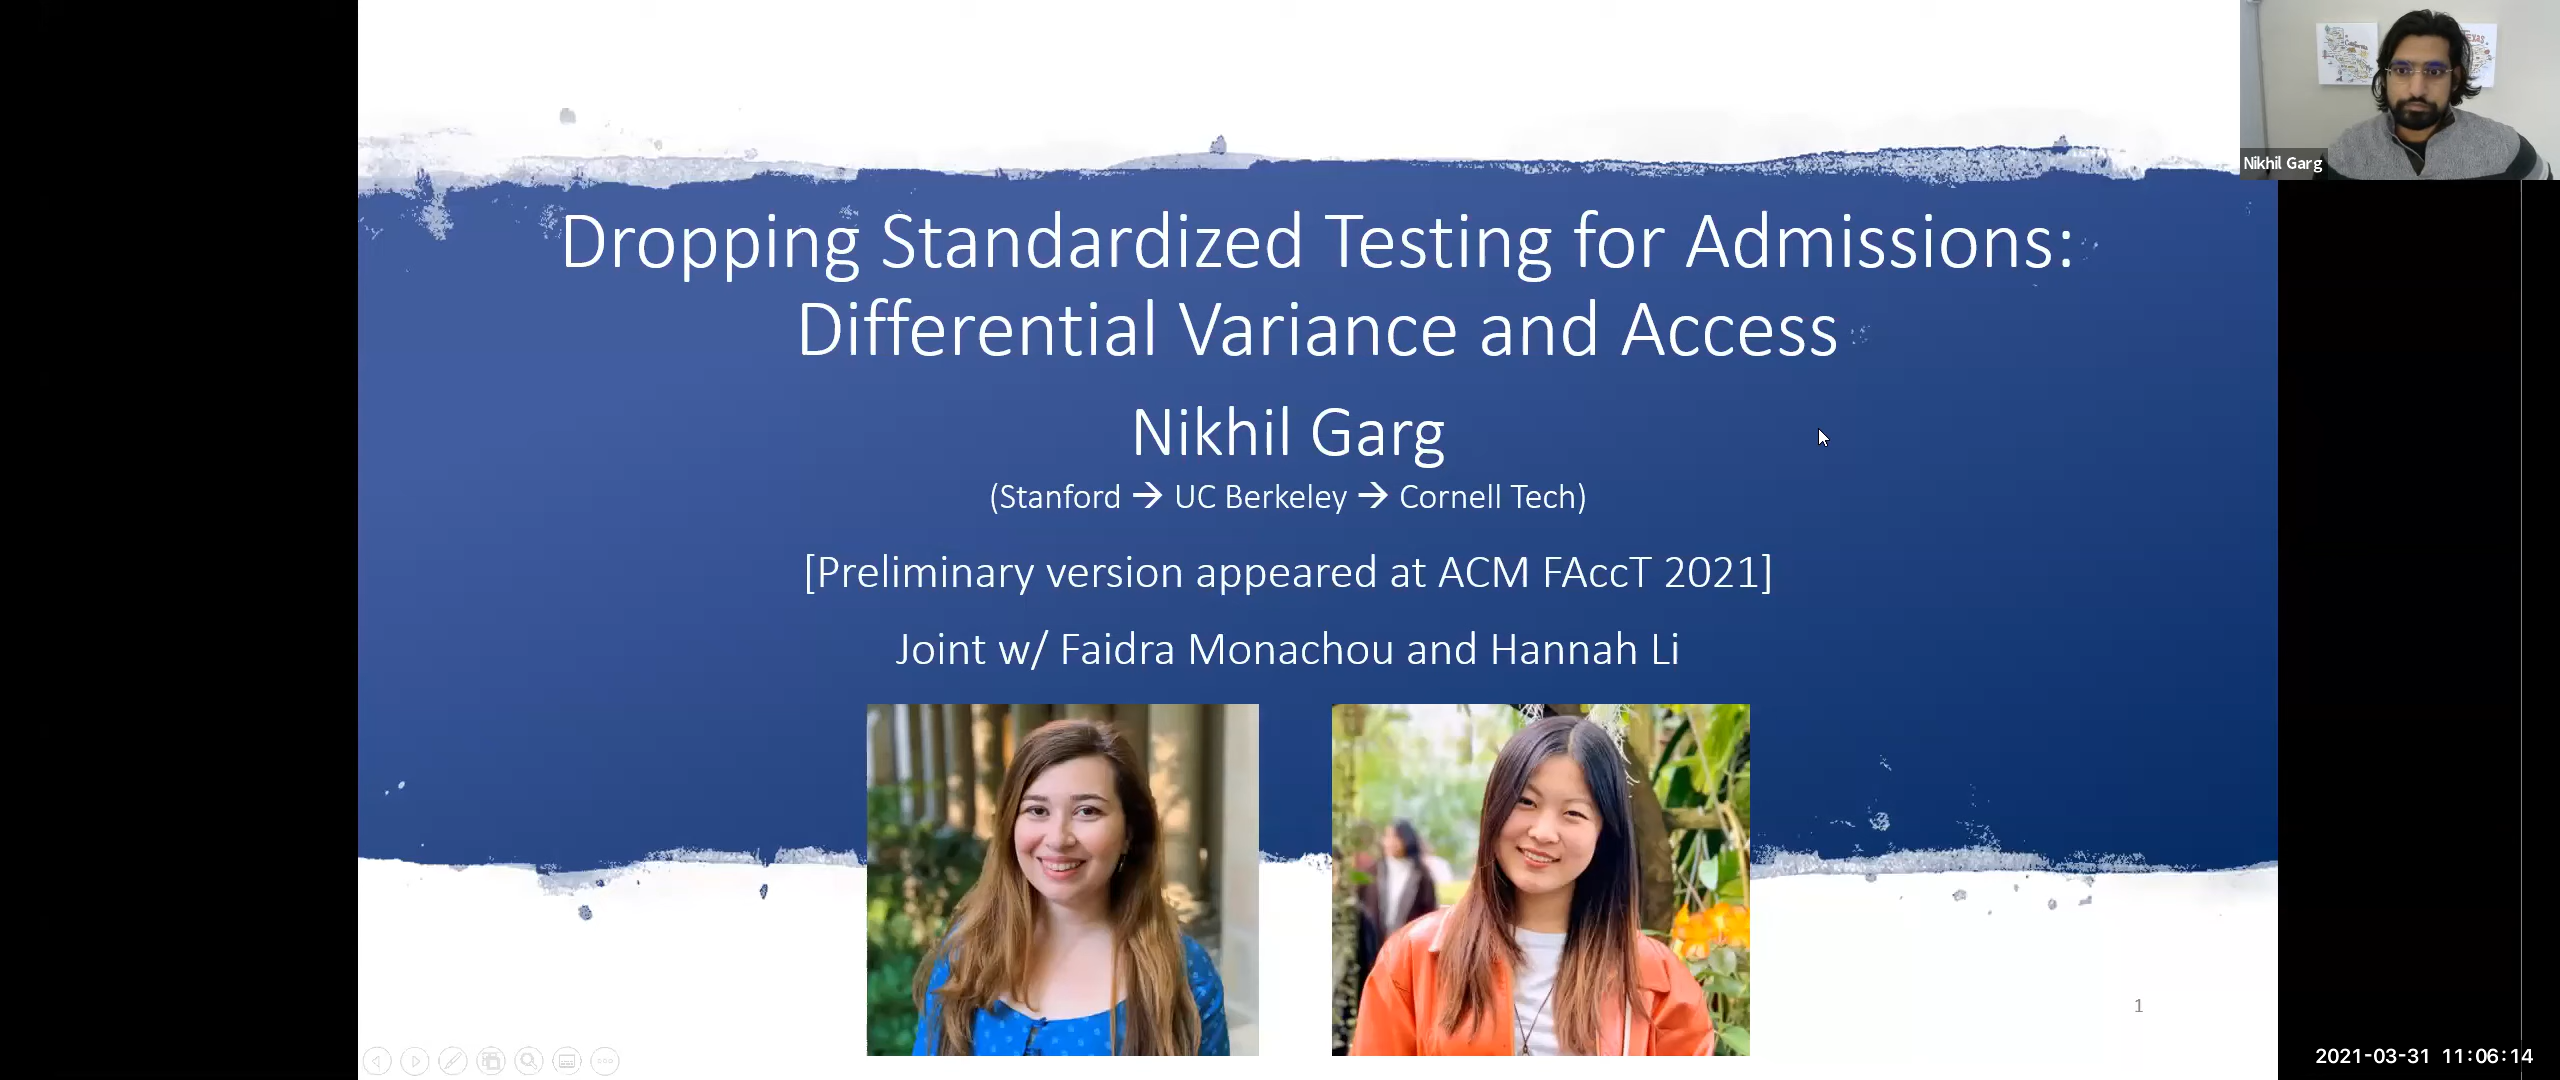 Dropping Standardized Testing for Admissions:
Differential Variance and Access
Nikhil Garg
(Stanford → UC Berkeley → Cornell Tech)
[Preliminary version appeared at ACM FAccT 2021]
Joint w/ Faidra Monachou and Hannah Li
1
Nikhil Garg
2021-03-31 11:06:14